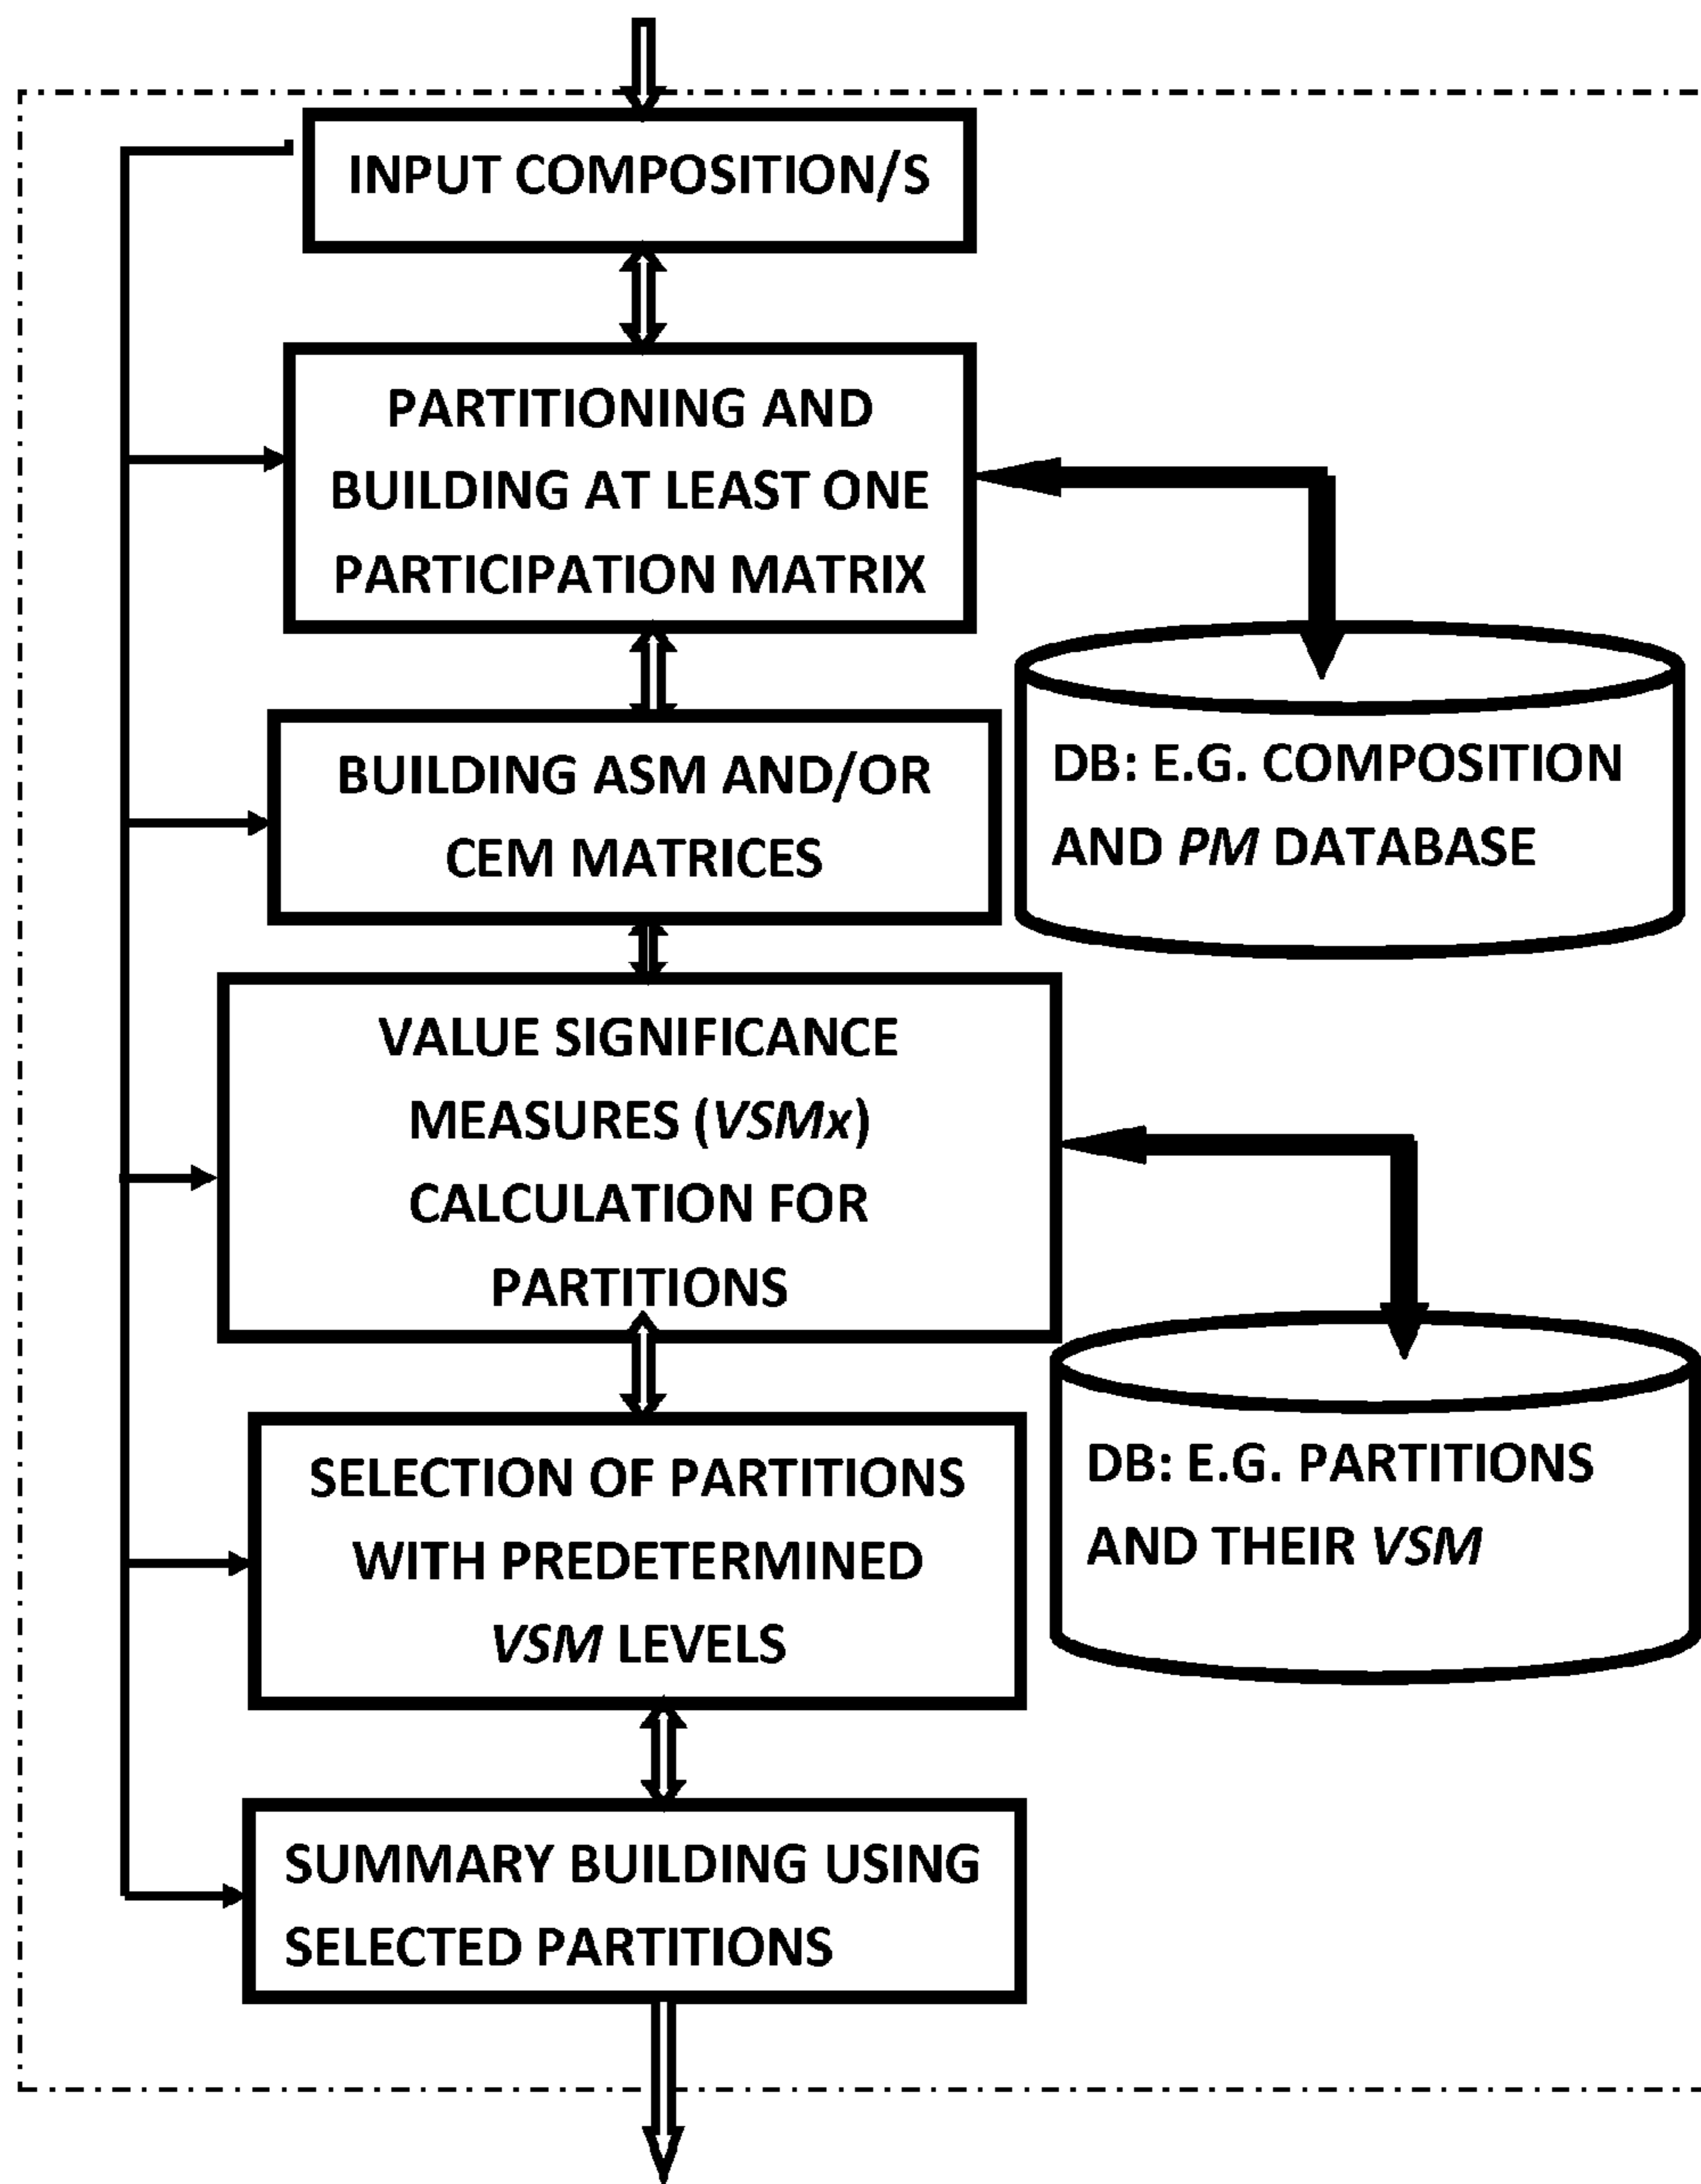 INPUT COMPOSITION/S
PARTITIONING AND
BUILDING AT LEAST ONE
PARTICIPATION MATRIX
BUILDING ASM AND/OR
CEM MATRICES
DB: E.G. COMPOSITION
AND PM DATABASE
VALUE SIGNIFICANCE
MEASURES (VSMx)
CALCULATION FOR
PARTITIONS
DB: E.G. PARTITIONS
AND THEIR VSM
SELECTION OF PARTITIONS
WITH PREDETERMINED
VSM LEVELS
SUMMARY BUILDING USING
SELECTED PARTITIONS